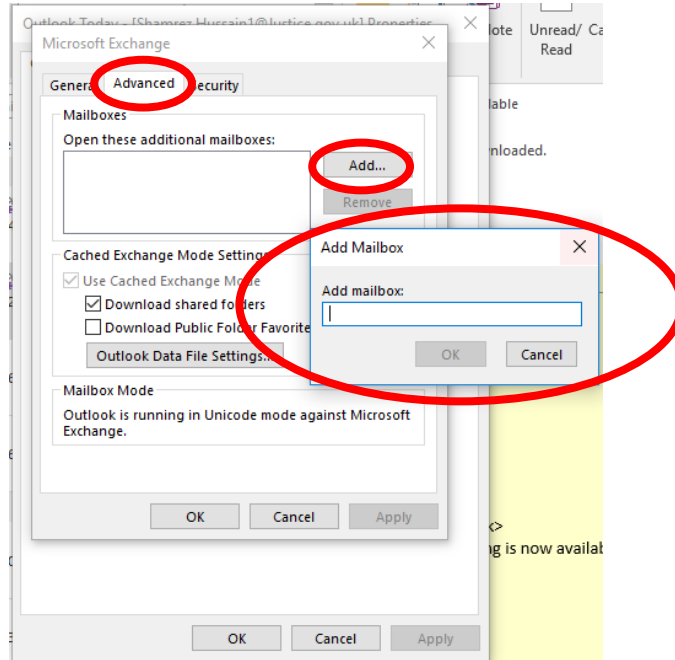 Outlook Today - [Shamrez.Hussain1@Justice.gov.uk] Properties
Microsoft Exchange
Unread/
Read
General Advanced Security
Mailboxes
Open these additional mailboxes:
Add...
Remove
nloaded.
Add Mailbox
Add mailbox:
OK Cancel
Cached Exchange Mode Settings
Use Cached Exchange Mode
Download shared folders
Download Public Folder Favorite
Outlook Data File Settings...
Mailbox Mode
Outlook is running in Unicode mode against Microsoft
Exchange.
OK Cancel Apply
ng is now availab
OK Cancel Apply